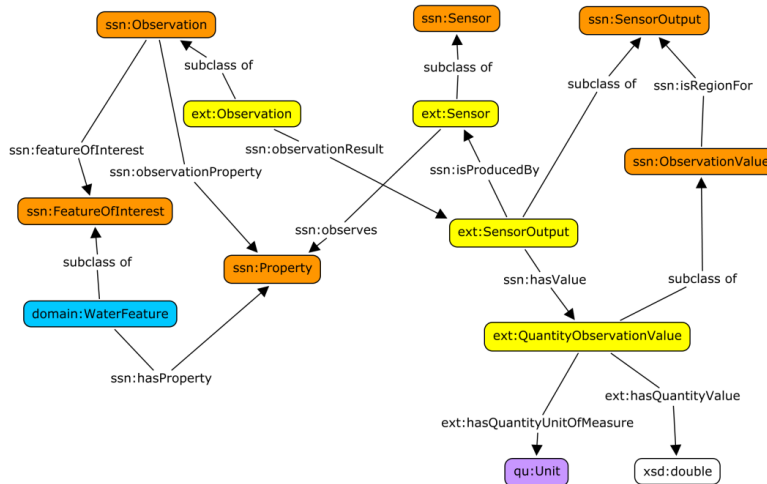 ssn:Observation
ssn:Sensor
ssn:SensorOutput
subclass of
subclass of
subclass of
ssn:isRegionFor
ext:Observation
ext:Sensor
ssn:featureOfInterest
ssn:observationResult
ssn:observationProperty
ssn:isProducedBy
ssn:ObservationValue
ssn:FeatureOfInterest
ssn:observes
ext:SensorOutput
subclass of
ssn:Property
ssn:hasValue
subclass of
domain:WaterFeature
ext:QuantityObservationValue
ssn:hasProperty
ext:hasQuantityValue
ext:hasQuantityUnitOfMeasure
qu:Unit
xsd:double